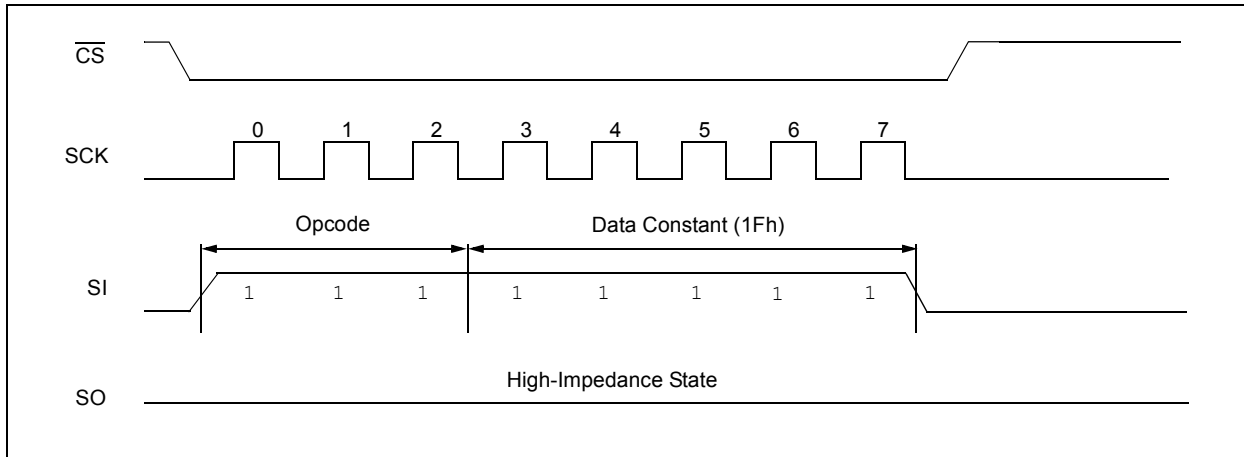 CS
0 1 2 3 4 5 6 7
SCK
Opcode Data Constant (1Fh)
SI
1 1 1 1 1 1 1 1
High-Impedance State
SO